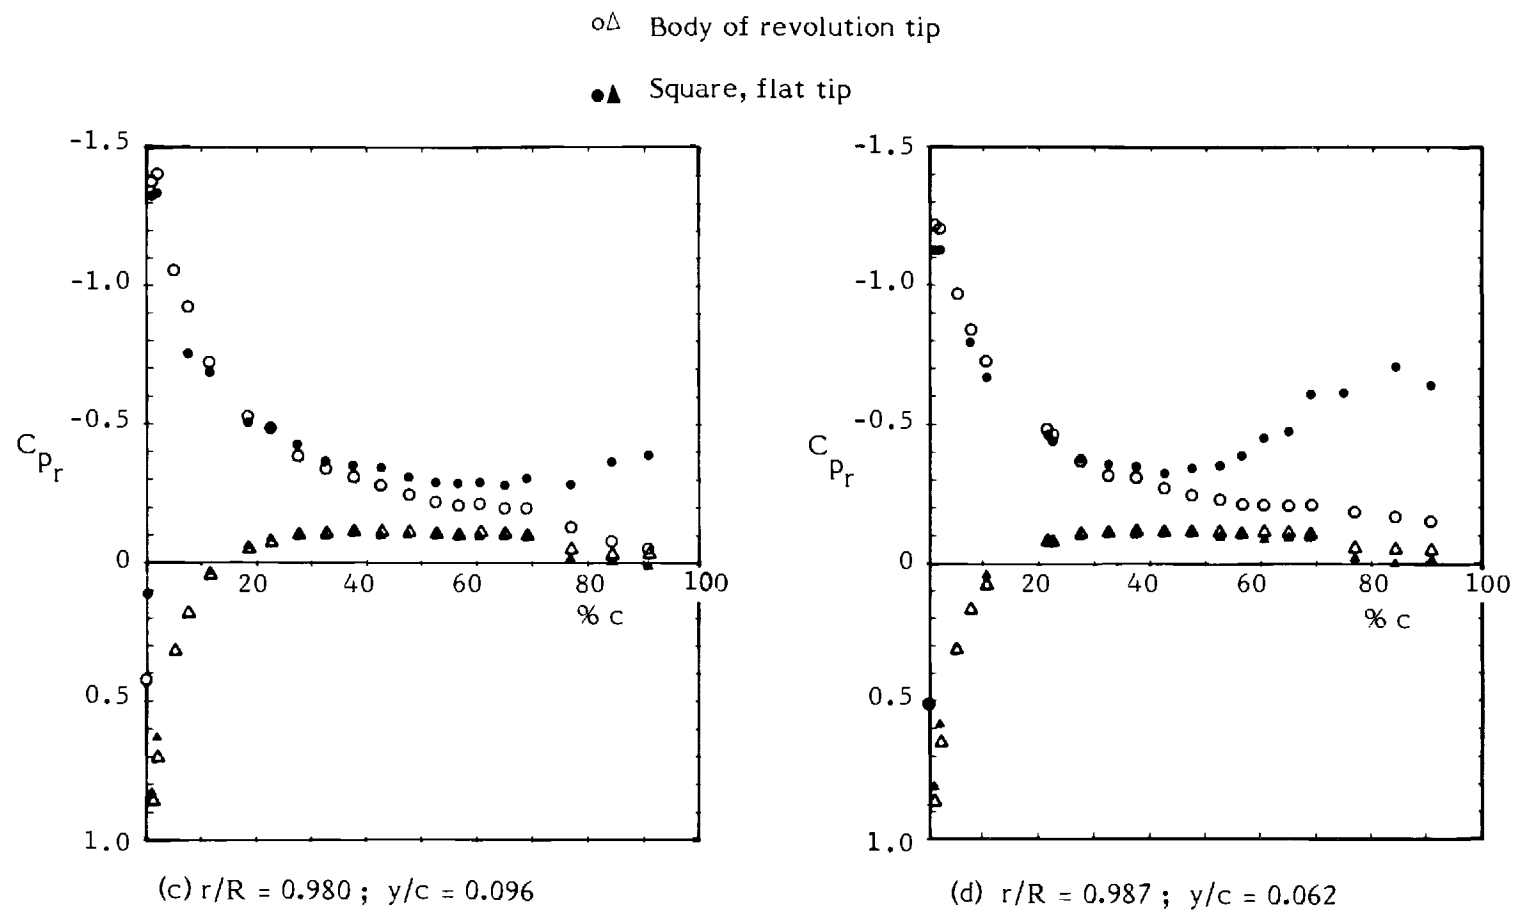 ○△ Body of revolution tip
●▲ Square, flat tip
-1.5
-1.0
-0.5
C_{p_r}
0
20
40
60
80
100
% c
0.5
1.0
(c) r/R = 0.980 ; y/c = 0.096
-1.5
-1.0
-0.5
C_{p_r}
0
20
40
60
80
100
% c
0.5
1.0
(d) r/R = 0.987 ; y/c = 0.062